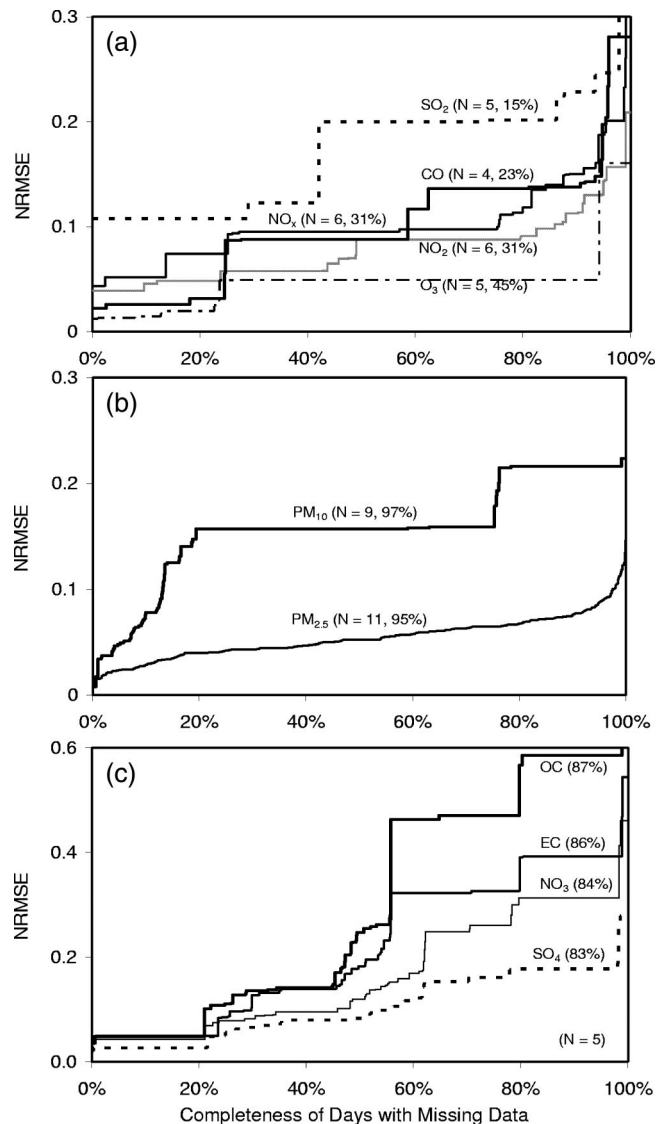 (a)
0.3
0.2
0.1
0
NRMSE
SO2 (N = 5, 15%)
CO (N = 4, 23%)
NOx (N = 6, 31%)
NO2 (N = 6, 31%)
O3 (N = 5, 45%)
0% 20% 40% 60% 80% 100%
(b)
0.3
0.2
0.1
0
NRMSE
PM10 (N = 9, 97%)
PM2.5 (N = 11, 95%)
0% 20% 40% 60% 80% 100%
(c)
0.6
0.4
0.2
0.0
NRMSE
OC (87%)
EC (86%)
NO3 (84%)
SO4 (83%)
(N = 5)
0% 20% 40% 60% 80% 100%
Completeness of Days with Missing Data